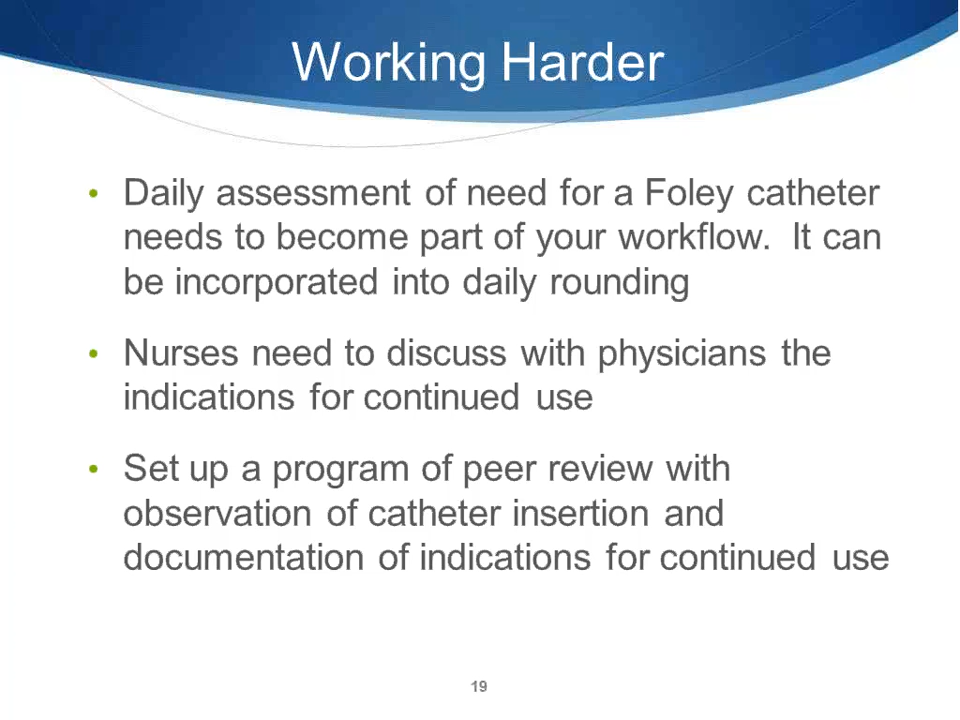 Working Harder
• Daily assessment of need for a Foley catheter
needs to become part of your workflow.  It can
be incorporated into daily rounding
• Nurses need to discuss with physicians the
indications for continued use
• Set up a program of peer review with
observation of catheter insertion and
documentation of indications for continued use
19